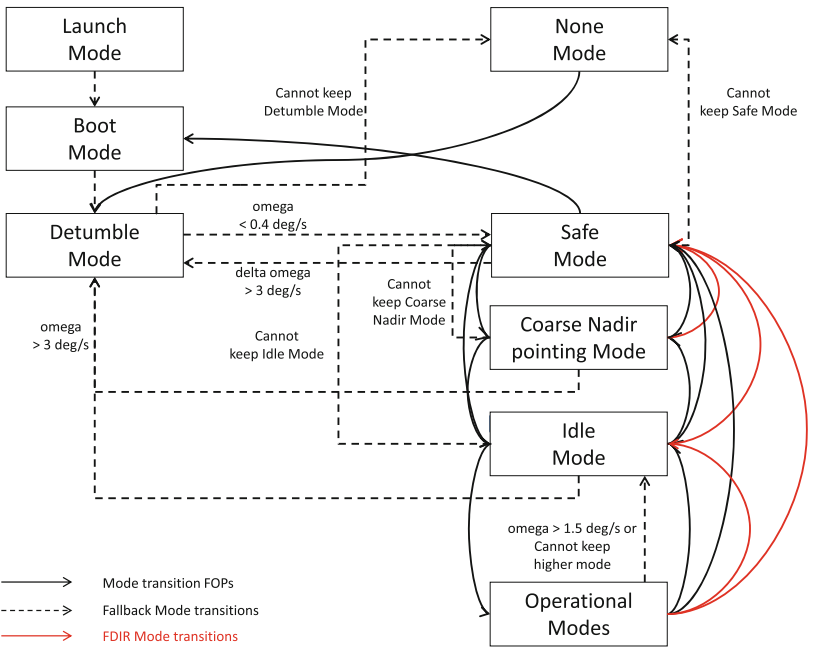 Launch
Mode
None
Mode
Cannot keep
Detumble Mode
Cannot
keep Safe Mode
Boot
Mode
omega
< 0.4 deg/s
Detumble
Mode
Safe
Mode
delta omega
> 3 deg/s
Cannot
keep Coarse
Nadir Mode
omega
> 3 deg/s
Cannot
keep Idle Mode
Coarse Nadir
pointing Mode
Idle
Mode
omega > 1.5 deg/s or
Cannot keep
higher mode
Operational
Modes
Mode transition FOPs
Fallback Mode transitions
FDIR Mode transitions